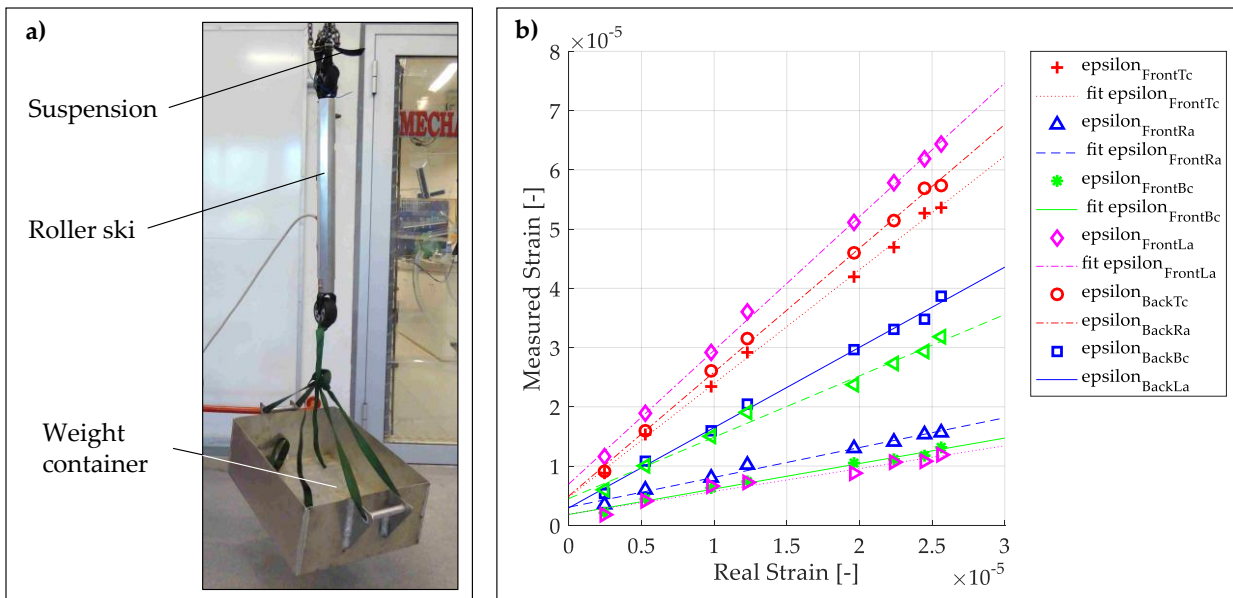 a)
Suspension
Roller ski
Weight
container
MECHA
b)
×10⁻⁵
8
7
6
5
4
3
2
1
0
Measured Strain [-]
0 0.5 1 1.5 2 2.5 3
Real Strain [-]
×10⁻⁵
epsilon_FrontTc
fit epsilon_FrontTc
epsilon_FrontRa
fit epsilon_FrontRa
epsilon_FrontBc
fit epsilon_FrontBc
epsilon_FrontLa
fit epsilon_FrontLa
epsilon_BackTc
epsilon_BackRa
epsilon_BackBc
epsilon_BackLa